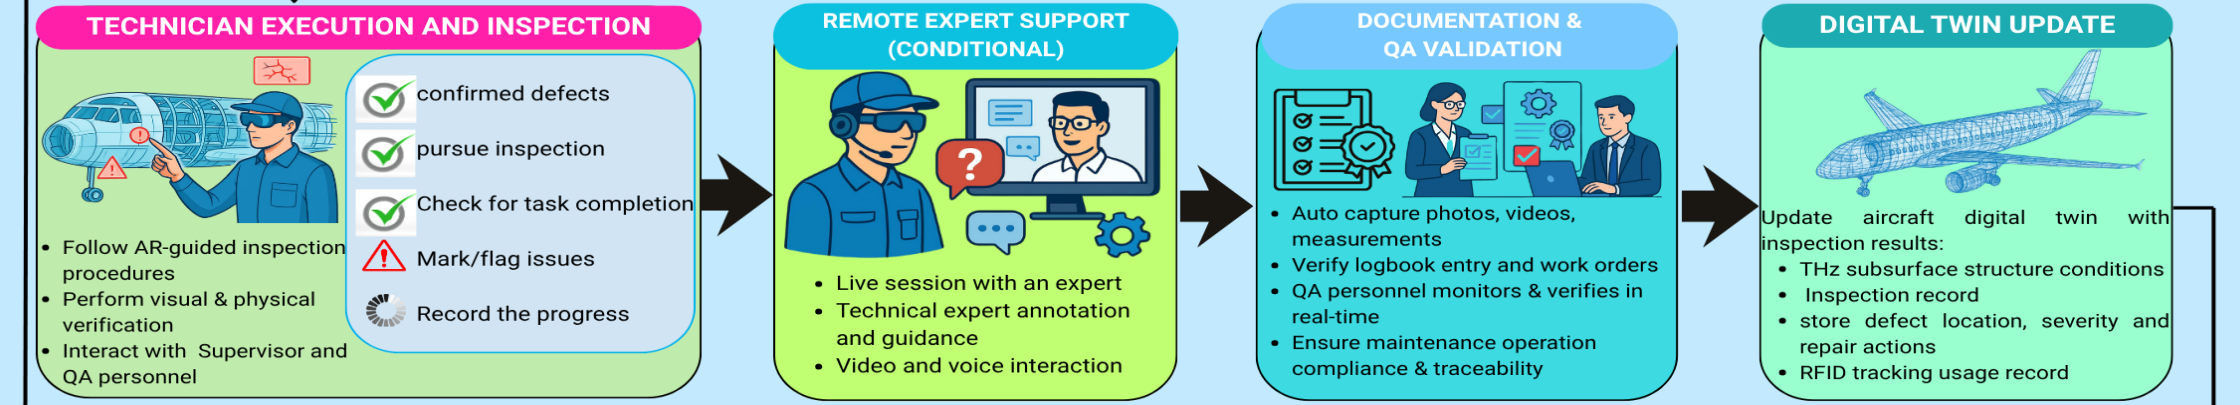 TECHNICIAN EXECUTION AND INSPECTION
confirmed defects
pursue inspection
Check for task completion
Mark/flag issues
Record the progress
• Follow AR-guided inspection
procedures
• Perform visual & physical
verification
• Interact with Supervisor and
QA personnel
REMOTE EXPERT SUPPORT
(CONDITIONAL)
?
• Live session with an expert
• Technical expert annotation
and guidance
• Video and voice interaction
DOCUMENTATION &
QA VALIDATION
• Auto capture photos, videos,
measurements
• Verify logbook entry and work orders
• QA personnel monitors & verifies in
real-time
• Ensure maintenance operation
compliance & traceability
DIGITAL TWIN UPDATE
Update aircraft digital twin with
inspection results:
• THz subsurface structure conditions
• Inspection record
• store defect location, severity and
repair actions
• RFID tracking usage record